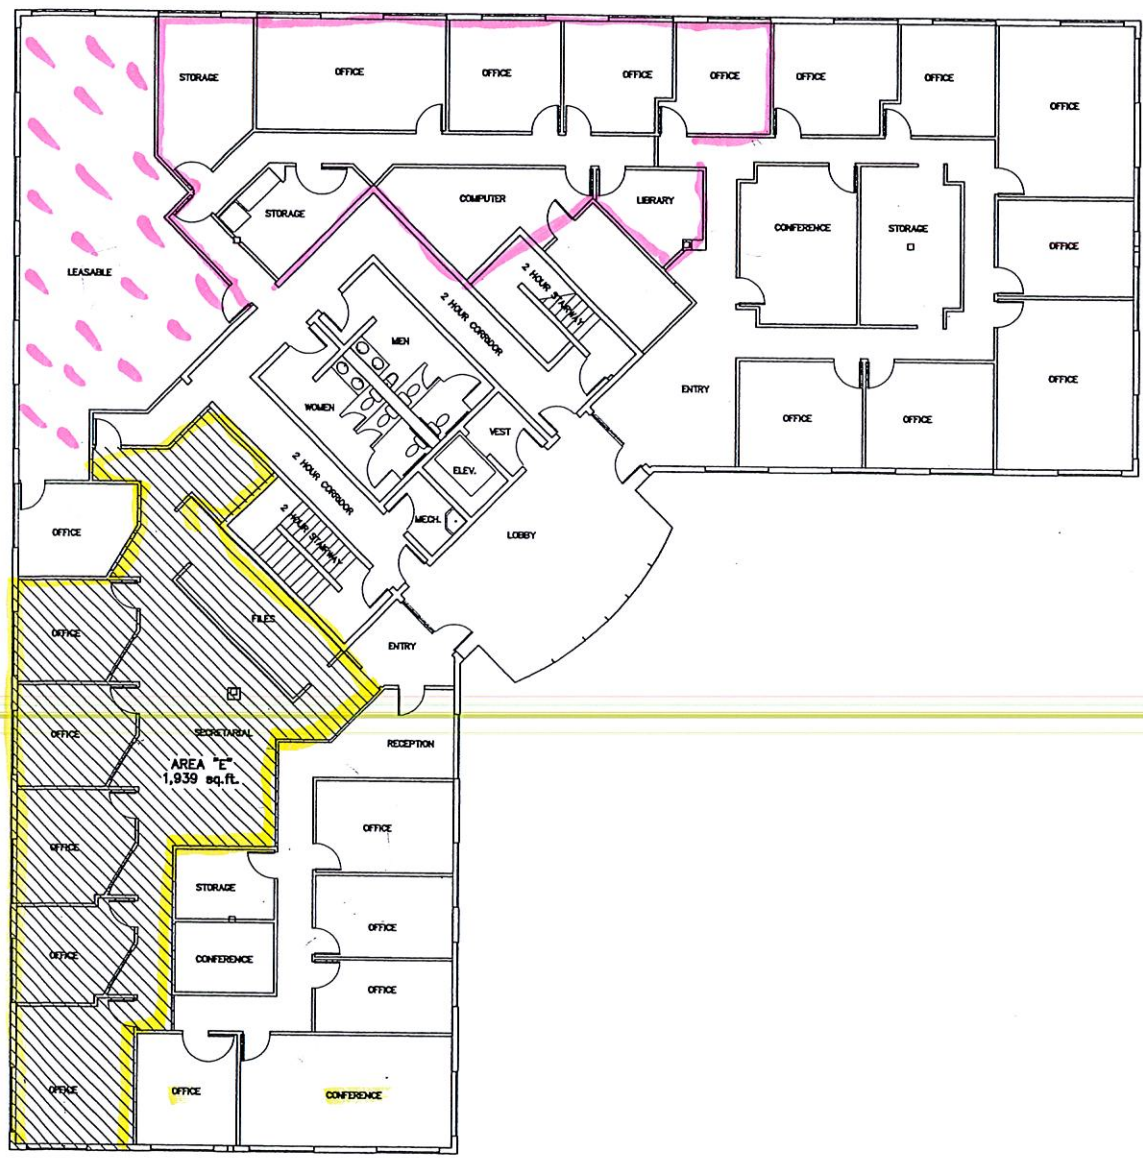 STORAGE
OFFICE
OFFICE
OFFICE
OFFICE
OFFICE
OFFICE
OFFICE
STORAGE
COMPUTER
LIBRARY
CONFERENCE
STORAGE
OFFICE
LEASABLE
2 HOUR STAIRWAY
2 HOUR CORRIDOR
MEN
OFFICE
ENTRY
WOMEN
OFFICE
OFFICE
VEST
ELEV.
2 HOUR CORRIDOR
MECH.
2 HOUR STAIRWAY
LOBBY
OFFICE
FILES
OFFICE
ENTRY
OFFICE
SECRETARIAL
RECEPTION
AREA "E"
1,939 sq.ft.
OFFICE
OFFICE
STORAGE
OFFICE
OFFICE
CONFERENCE
OFFICE
OFFICE
OFFICE
CONFERENCE